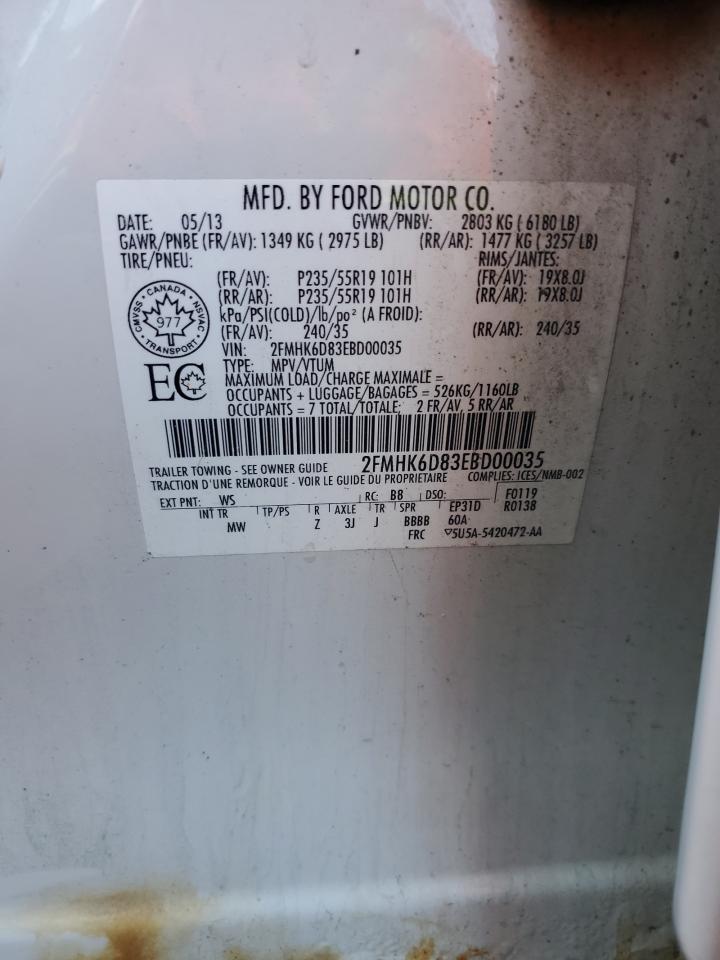 MFD. BY FORD MOTOR CO.
DATE: 05/13 GVWR/PNBV: 2803 KG ( 6180 LB)
GAWR/PNBE (FR/AV): 1349 KG ( 2975 LB) (RR/AR): 1477 KG ( 3257 LB)
TIRE/PNEU: RIMS/JANTES:
(FR/AV): P235/55R19 101H (FR/AV): 19X8.0J
(RR/AR): P235/55R19 101H (RR/AR): 19X8.0J
kPa/PSI(COLD)/lb/po² (A FROID):
(FR/AV): 240/35 (RR/AR): 240/35
VIN: 2FMHK6D83EBD00035
TYPE: MPV/VTUM
MAXIMUM LOAD/CHARGE MAXIMALE =
OCCUPANTS + LUGGAGE/BAGAGES = 526KG/1160LB
OCCUPANTS = 7 TOTAL/TOTALE; 2 FR/AV, 5 RR/AR
CMVSS · CANADA · NSVAC
977
· TRANSPORT ·
EC
2FMHK6D83EBD00035
TRAILER TOWING - SEE OWNER GUIDE
TRACTION D'UNE REMORQUE - VOIR LE GUIDE DU PROPRIETAIRE COMPLIES: ICES/NMB-002
EXT PNT: WS RC: B8 DSO: F0119
INT TR TP/PS R AXLE TR SPR EP31D R0138
MW Z 3J J BBBB 60A
FRC ▽5U5A-5420472-AA